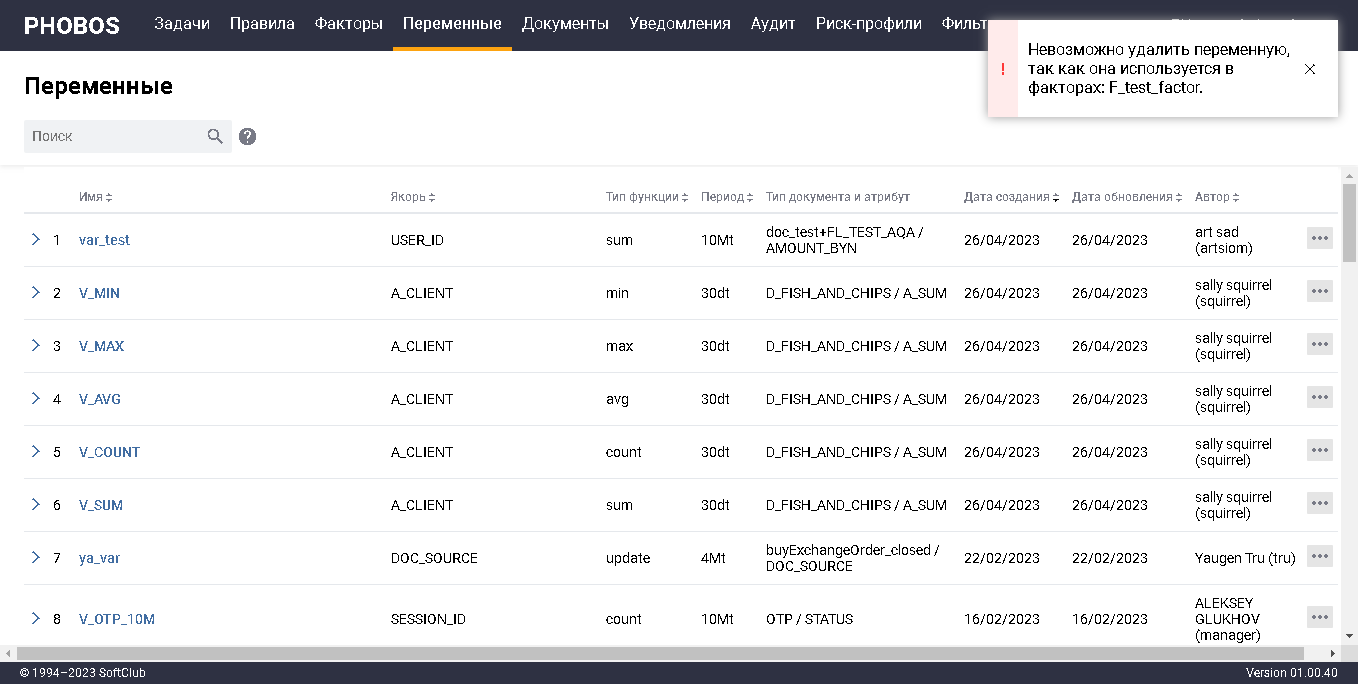 PHOBOS Задачи Правила Факторы Переменные Документы Уведомления Аудит Риск-профили
Переменные
! Невозможно удалить переменную,
так как она используется в
факторах: F_test_factor.
Поиск ?
Имя Якорь Тип функции Период Тип документа и атрибут Дата создания Дата обновления Автор
1 var_test USER_ID sum 10Mt doc_test+FL_TEST_AQA / AMOUNT_BYN 26/04/2023 26/04/2023 art sad (artsiom)
2 V_MIN A_CLIENT min 30dt D_FISH_AND_CHIPS / A_SUM 26/04/2023 26/04/2023 sally squirrel (squirrel)
3 V_MAX A_CLIENT max 30dt D_FISH_AND_CHIPS / A_SUM 26/04/2023 26/04/2023 sally squirrel (squirrel)
4 V_AVG A_CLIENT avg 30dt D_FISH_AND_CHIPS / A_SUM 26/04/2023 26/04/2023 sally squirrel (squirrel)
5 V_COUNT A_CLIENT count 30dt D_FISH_AND_CHIPS / A_SUM 26/04/2023 26/04/2023 sally squirrel (squirrel)
6 V_SUM A_CLIENT sum 30dt D_FISH_AND_CHIPS / A_SUM 26/04/2023 26/04/2023 sally squirrel (squirrel)
7 ya_var DOC_SOURCE update 4Mt buyExchangeOrder_closed / DOC_SOURCE 22/02/2023 22/02/2023 Yaugen Tru (tru)
8 V_OTP_10M SESSION_ID count 10Mt OTP / STATUS 16/02/2023 16/02/2023 ALEKSEY GLUKHOV (manager)
© 1994–2023 SoftClub Version 01.00.40